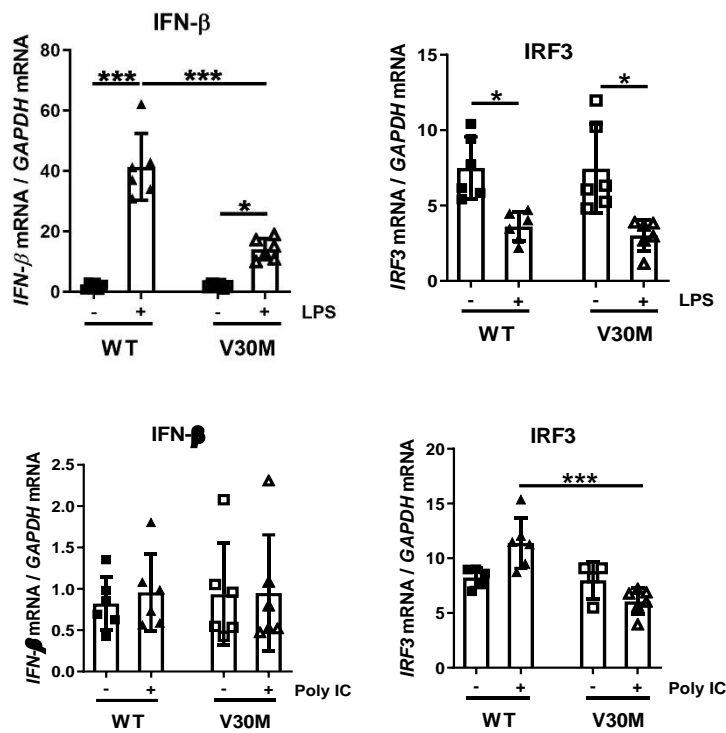 IFN-β
IFN-β mRNA / GAPDH mRNA
80
60
40
20
0
*** ***
*
- + - + LPS
WT V30M
IRF3
IRF3 mRNA / GAPDH mRNA
15
10
5
0
* *
- + - + LPS
WT V30M
IFN-β
IFN-β mRNA / GAPDH mRNA
2.5
2.0
1.5
1.0
0.5
0.0
- + - + Poly IC
WT V30M
IRF3
IRF3 mRNA / GAPDH mRNA
20
15
10
5
0
***
- + - + Poly IC
WT V30M